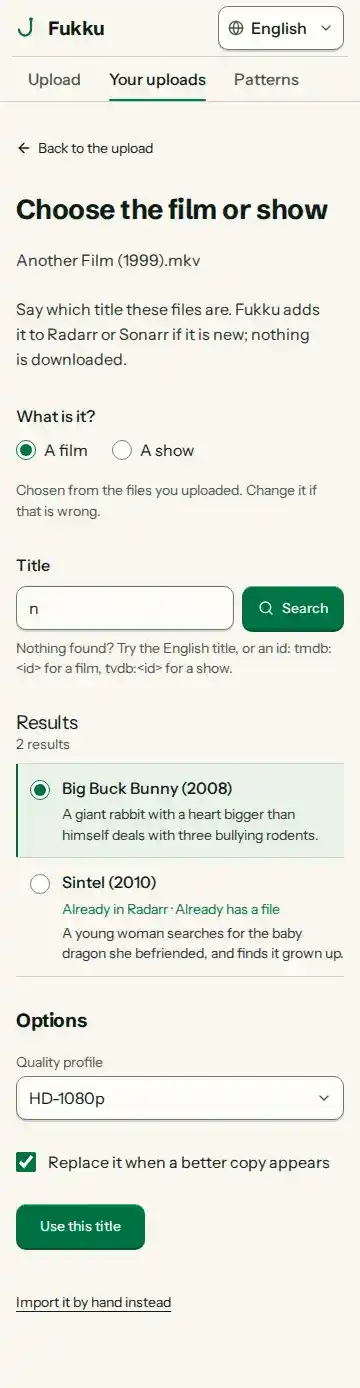 Fukku
English
Upload
Your uploads
Patterns
Back to the upload
Choose the film or show
Another Film (1999).mkv
Say which title these files are. Fukku adds
it to Radarr or Sonarr if it is new; nothing
is downloaded.
What is it?
A film
A show
Chosen from the files you uploaded. Change it if
that is wrong.
Title
n
Search
Nothing found? Try the English title, or an id: tmdb:
<id> for a film, tvdb:<id> for a show.
Results
2 results
Big Buck Bunny (2008)
A giant rabbit with a heart bigger than
himself deals with three bullying rodents.
Sintel (2010)
Already in Radarr · Already has a file
A young woman searches for the baby
dragon she befriended, and finds it grown up.
Options
Quality profile
HD-1080p
Replace it when a better copy appears
Use this title
Import it by hand instead